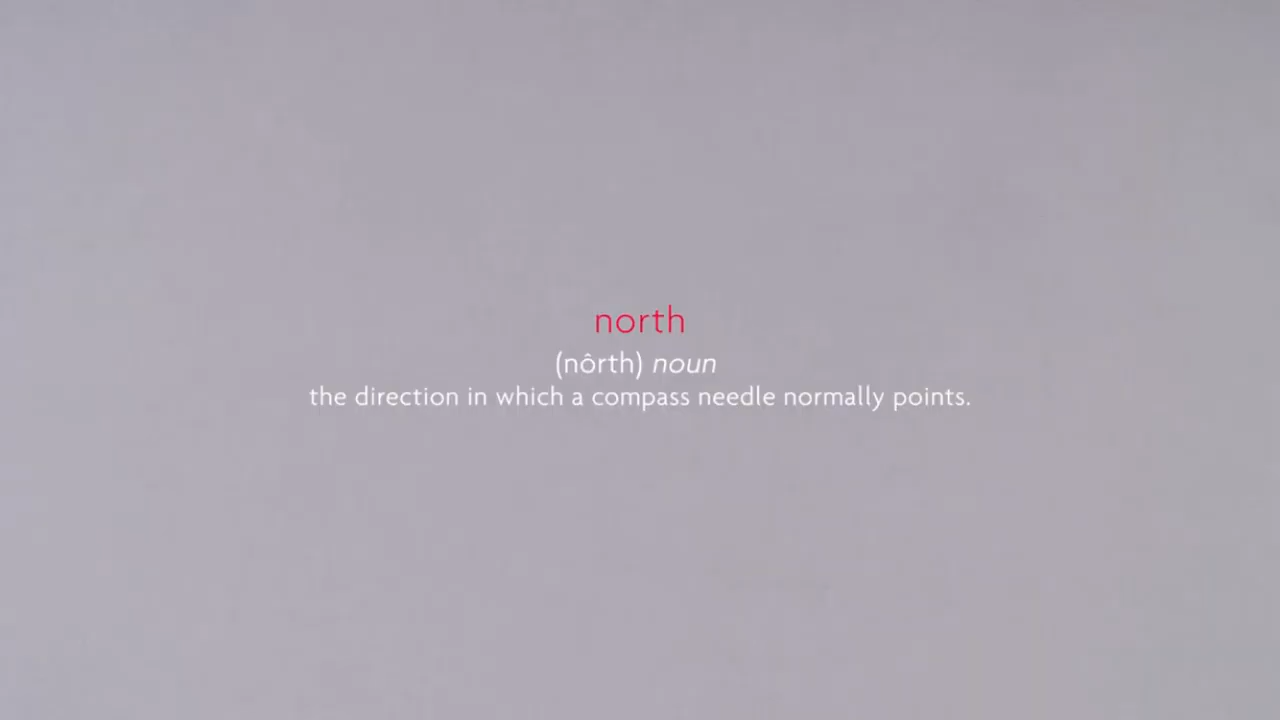 north
(nôrth) noun
the direction in which a compass needle normally points.